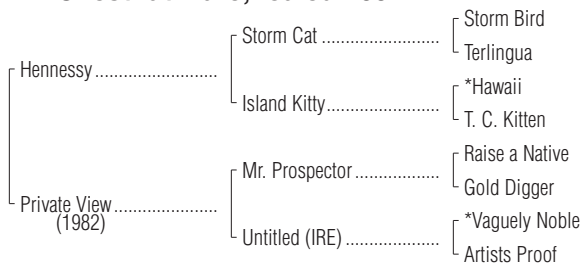 Storm Bird
Storm Cat ........................
Terlingua
Hennessy .........................
*Hawaii
Island Kitty .......................
T. C. Kitten
Raise a Native
Mr. Prospector .................
Gold Digger
Private View .....................
(1982)
*Vaguely Noble
Untitled (IRE) ...................
Artists Proof